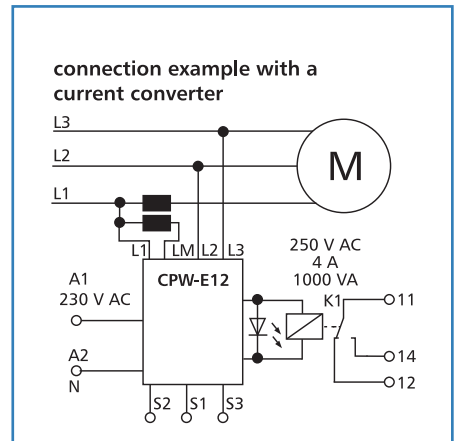 connection example with a
current converter
L3
L2
L1
M
L1 LM L2 L3
CPW-E12
250 V AC
4 A
1000 VA
A1
230 V AC
K1
11
14
12
A2
N
S2 S1 S3